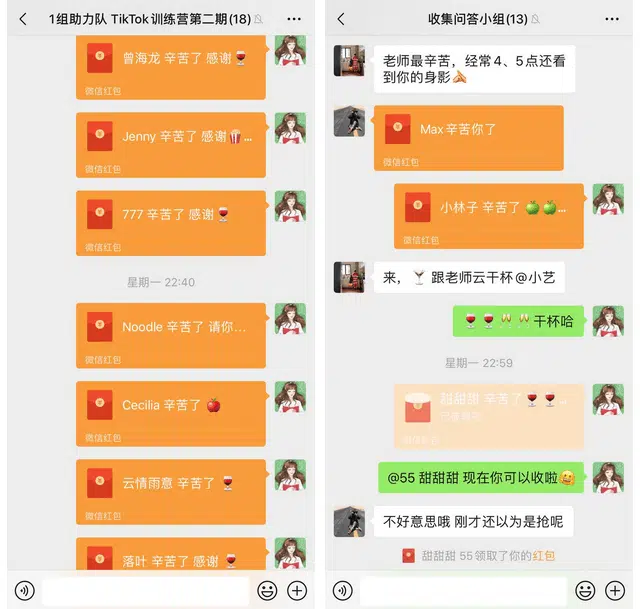 1组助力队 TikTok训练营第二期(18)
曾海龙 辛苦了 感谢🍷
微信红包
Jenny 辛苦了 感谢🍿...
微信红包
777 辛苦了 感谢🍷
微信红包
星期一 22:40
Noodle 辛苦了 请你...
微信红包
Cecilia 辛苦了 🍎
微信红包
云情雨意 辛苦了 🍷
微信红包
落叶 辛苦了 感谢 🍷
收集问答小组(13)
老师最辛苦，经常4、5点还看
到你的身影💪
Max辛苦你了
微信红包
小林子 辛苦了 🍏🍏...
微信红包
来，🍸 跟老师云干杯@小艺
🍷🍷🥂🥂干杯哈
星期一 22:59
甜甜甜 辛苦了🍷🍷...
已被领完
微信红包
@55 甜甜甜 现在你可以收啦🥰
不好意思哦 刚才还以为是抢呢
甜甜甜 55领取了你的红包